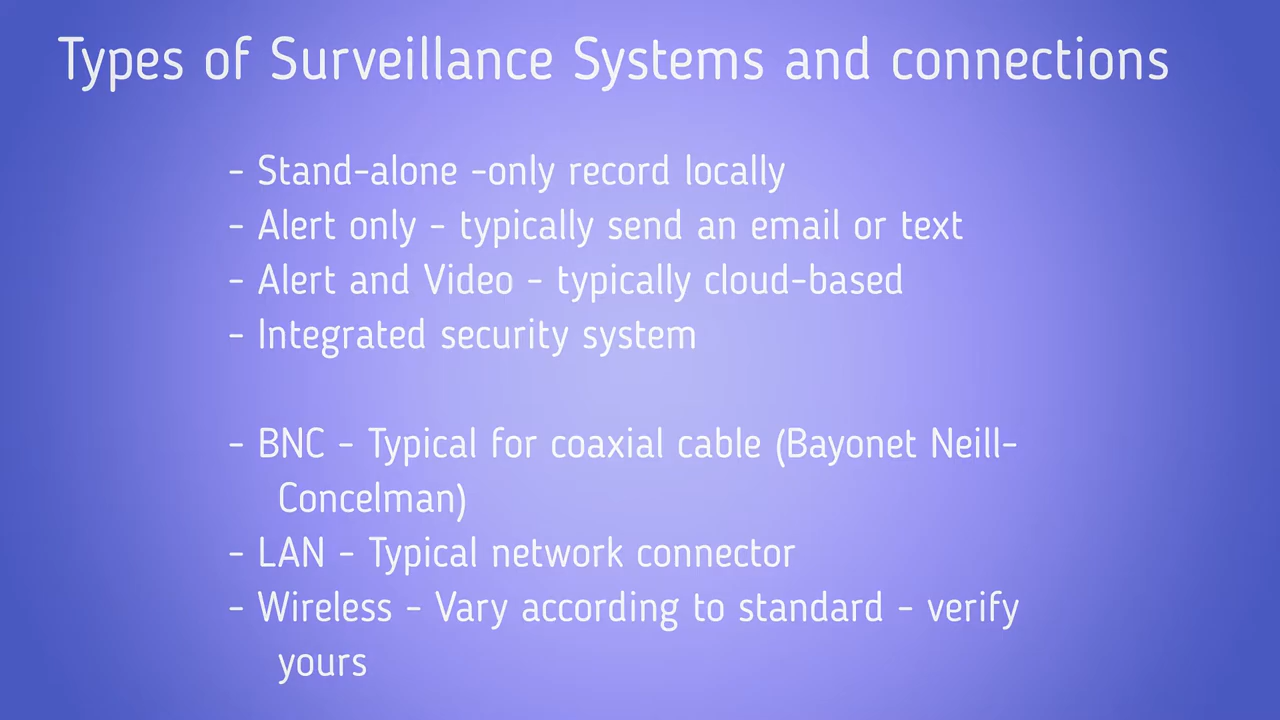 Types of Surveillance Systems and connections
- Stand-alone -only record locally
- Alert only - typically send an email or text
- Alert and Video - typically cloud-based
- Integrated security system
- BNC - Typical for coaxial cable (Bayonet Neill-
Concelman)
- LAN - Typical network connector
- Wireless - Vary according to standard - verify
yours